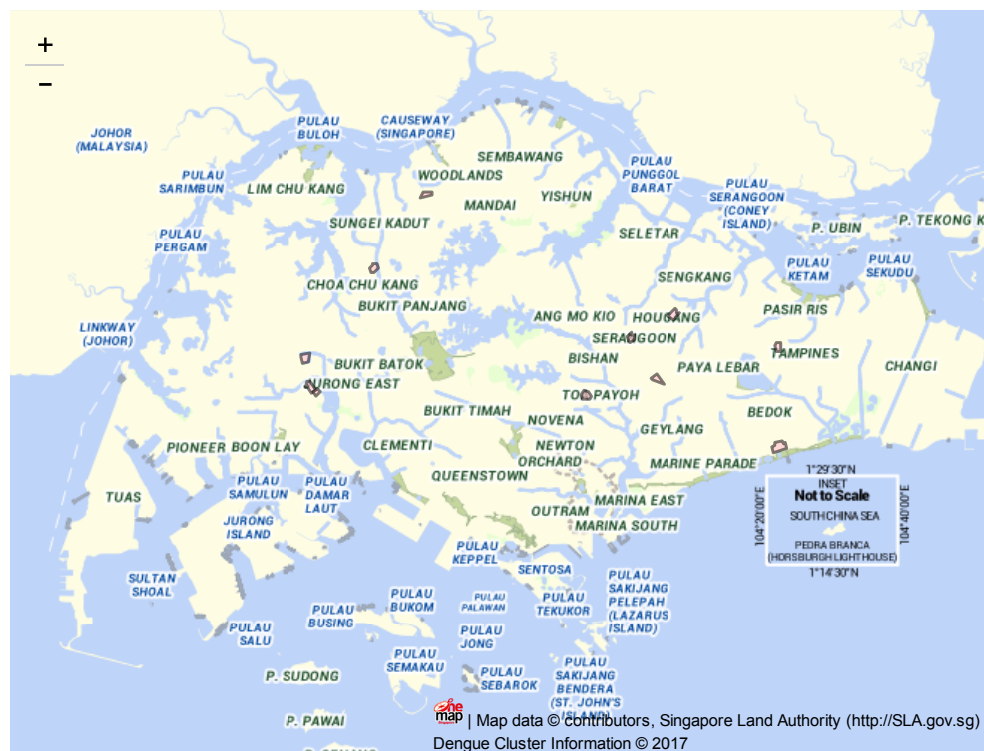 +
−
JOHOR
(MALAYSIA)
PULAU
BULOH
CAUSEWAY
(SINGAPORE)
SEMBAWANG
WOODLANDS
PULAU
SARIMBUN
LIM CHU KANG
MANDAI
YISHUN
PULAU
PUNGGOL
BARAT
PULAU
SERANGOON
(CONEY
ISLAND)
P. TEKONG K
P. UBIN
SUNGEI KADUT
SELETAR
PULAU
PERGAM
PULAU
KETAM
PULAU
SEKUDU
SENGKANG
CHOA CHU KANG
BUKIT PANJANG
PASIR RIS
ANG MO KIO
HOUGANG
LINKWAY
(JOHOR)
SERANGOON
BISHAN
TAMPINES
BUKIT BATOK
PAYA LEBAR
CHANGI
JURONG EAST
TOA PAYOH
BUKIT TIMAH
BEDOK
NOVENA
GEYLANG
PIONEER
BOON LAY
CLEMENTI
NEWTON
ORCHARD
MARINE PARADE
QUEENSTOWN
TUAS
PULAU
SAMULUN
PULAU
DAMAR
LAUT
MARINA EAST
OUTRAM
JURONG
ISLAND
MARINA SOUTH
1°29'30"N
INSET
Not to Scale
104°20'00"E
SOUTH CHINA SEA
104°40'00"E
PEDRA BRANCA
(HORSBURGH LIGHTHOUSE)
1°14'30"N
PULAU
KEPPEL
SENTOSA
SULTAN
SHOAL
PULAU
SAKIJANG
PELEPAH
(LAZARUS
ISLAND)
PULAU
BUKOM
PULAU
PALAWAN
PULAU
TEKUKOR
PULAU
BUSING
PULAU
SALU
PULAU
JONG
PULAU
SEMAKAU
PULAU
SEBAROK
PULAU
SAKIJANG
BENDERA
(ST. JOHN'S
ISLAND)
P. SUDONG
P. PAWAI
One
map
| Map data © contributors, Singapore Land Authority (http://SLA.gov.sg)
Dengue Cluster Information © 2017